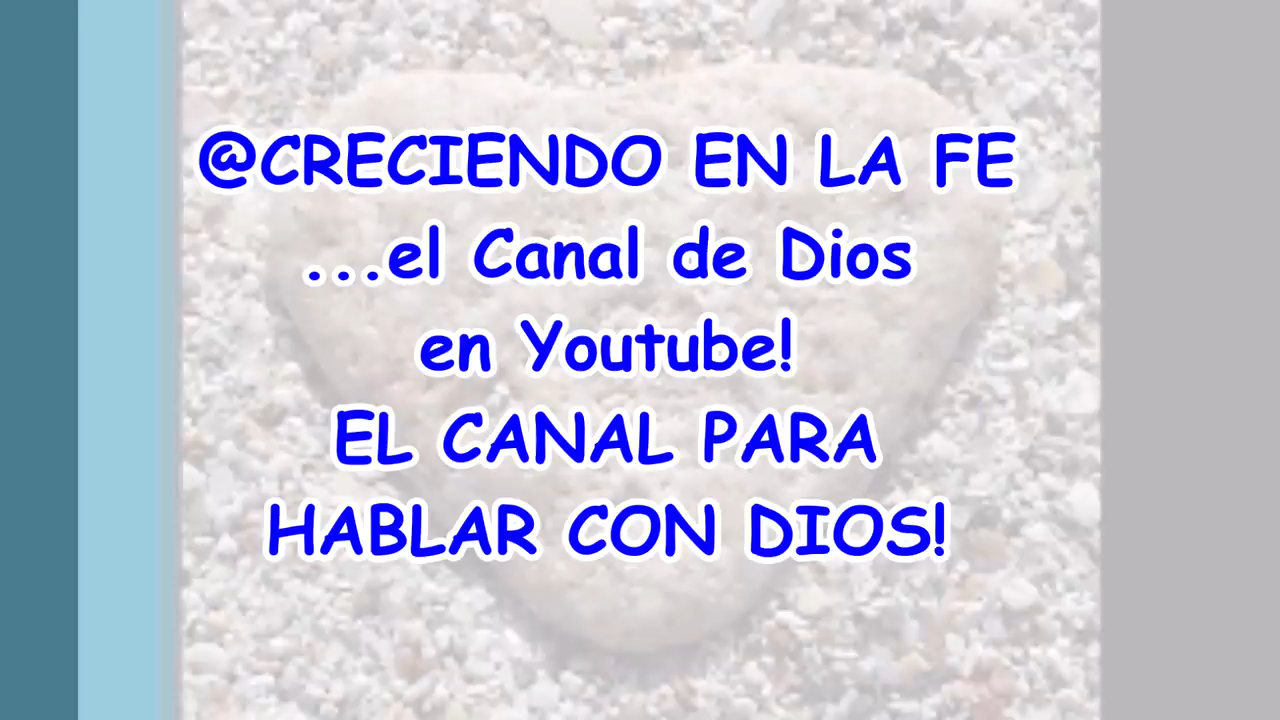 @CRECIENDO EN LA FE
...el Canal de Dios
en Youtube!
EL CANAL PARA
HABLAR CON DIOS!